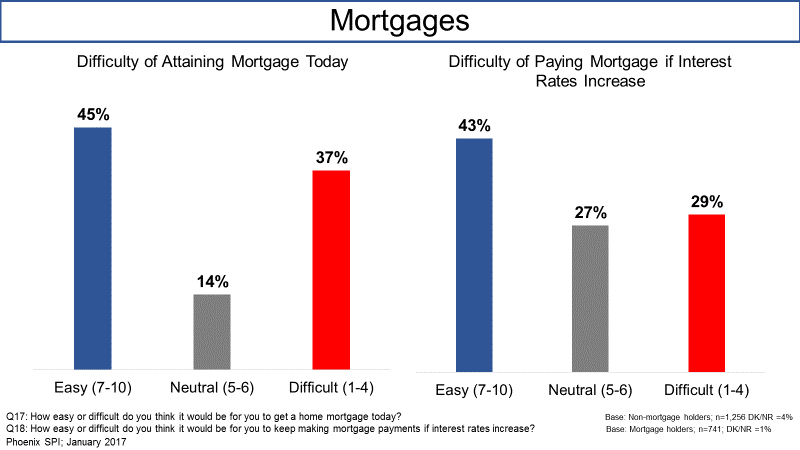 Mortgages
Difficulty of Attaining Mortgage Today
45%
14%
37%
Easy (7-10)
Neutral (5-6)
Difficult (1-4)
Difficulty of Paying Mortgage if Interest
Rates Increase
43%
27%
29%
Easy (7-10)
Neutral (5-6)
Difficult (1-4)
Q17: How easy or difficult do you think it would be for you to get a home mortgage today?
Base: Non-mortgage holders; n=1,256 DK/NR =4%
Q18: How easy or difficult do you think it would be for you to keep making mortgage payments if interest rates increase?
Base: Mortgage holders; n=741; DK/NR =1%
Phoenix SPI; January 2017